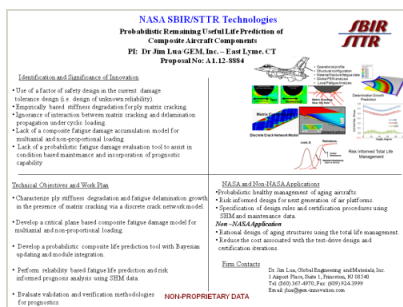 NASA SBIR/STTR Technologies
Probabilistic Remaining Useful Life Prediction of
Composite Aircraft Components
PI: Dr Jim Lua/GEM, Inc. – East Lyme, CT
Proposal No: A1.12-8884
SBIR
STTR
Identification and Significance of Innovation
• Use of a factor of safety design in the current damage
tolerance design (i.e. design of unknown reliability)
• Empirically based stiffness degradation for ply matrix cracking
• Ignorance of interaction between matrix cracking and delamination
propagation under cyclic loading.
• Lack of a composite fatigue damage accumulation model for
multiaxial and non-proportional loading.
• Lack of a probabilistic fatigue damage evaluation tool to assist in
condition based maintenance and incorporation of prognostic
capability
Discrete Crack Network Model
Risk Informed Total Life
Management
Technical Objectives and Work Plan
• Characterize ply stiffness degradation and fatigue delamination growth
in the presence of matrix cracking via a discrete crack network model.
• Develop a critical plane based composite fatigue damage model for
multiaxial and non-proportional loading.
• Develop a probabilistic composite life prediction tool with Bayesian
updating and module integration.
• Perform reliability based fatigue life prediction and risk
informed prognosis analysis using SHM data.
• Evaluate validation and verification methodologies
for prognostics
NASA and Non-NASA Applications
• Probabilistic healthy management of aging aircrafts.
• Risk informed design for next generation of air platforms.
• Specification of design rules and certification procedures using
SHM and maintenance data.
Non – NASA Application
• Rational design of aging structures using the total life management.
• Reduce the cost associated with the test-drive design and
certification iterations.
Firm Contacts
Dr. Jim Lua, Global Engineering and Materials, Inc.
1 Airport Place, Suite 1, Princeton, NJ 08540
Tel: (860) 367-4970, Fax: (609) 924-3999
Email: jlua@gem-innovation.com
NON-PROPRIETARY DATA